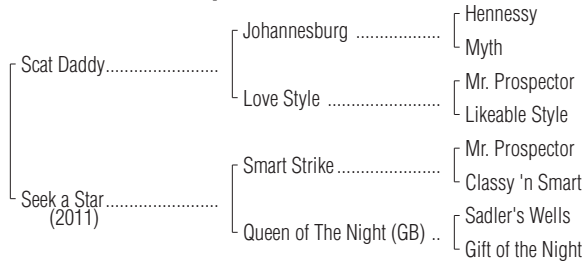 Hennessy
Johannesburg ..................
Myth
Scat Daddy........................
Mr. Prospector
Love Style ........................
Likeable Style
Mr. Prospector
Smart Strike......................
Classy 'n Smart
Seek a Star........................
(2011)
Sadler's Wells
Queen of The Night (GB) ..
Gift of the Night